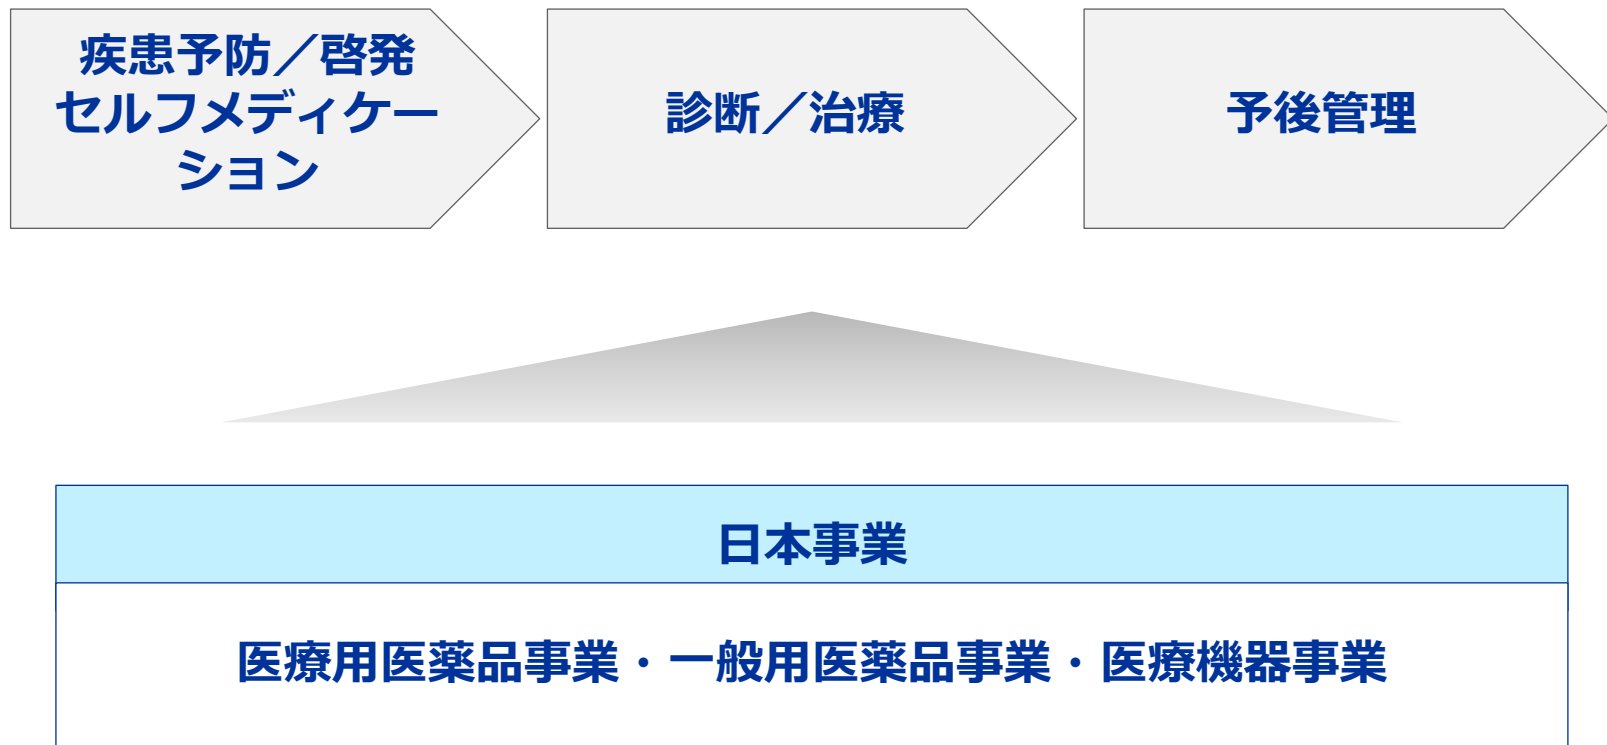 疾患予防／啓発
セルフメディケー
ション
診断／治療
予後管理
日本事業
医療用医薬品事業・一般用医薬品事業・医療機器事業